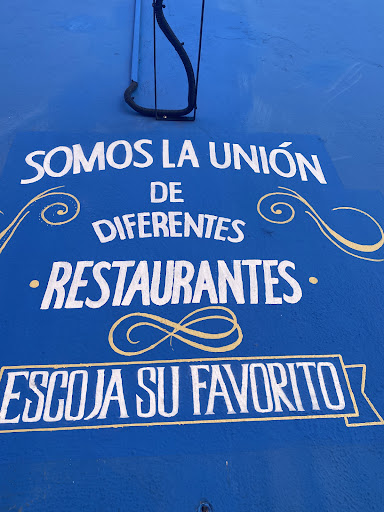 SOMOS LA UNIÓN
DE
DIFERENTES
RESTAURANTES
ESCOJA SU FAVORITO